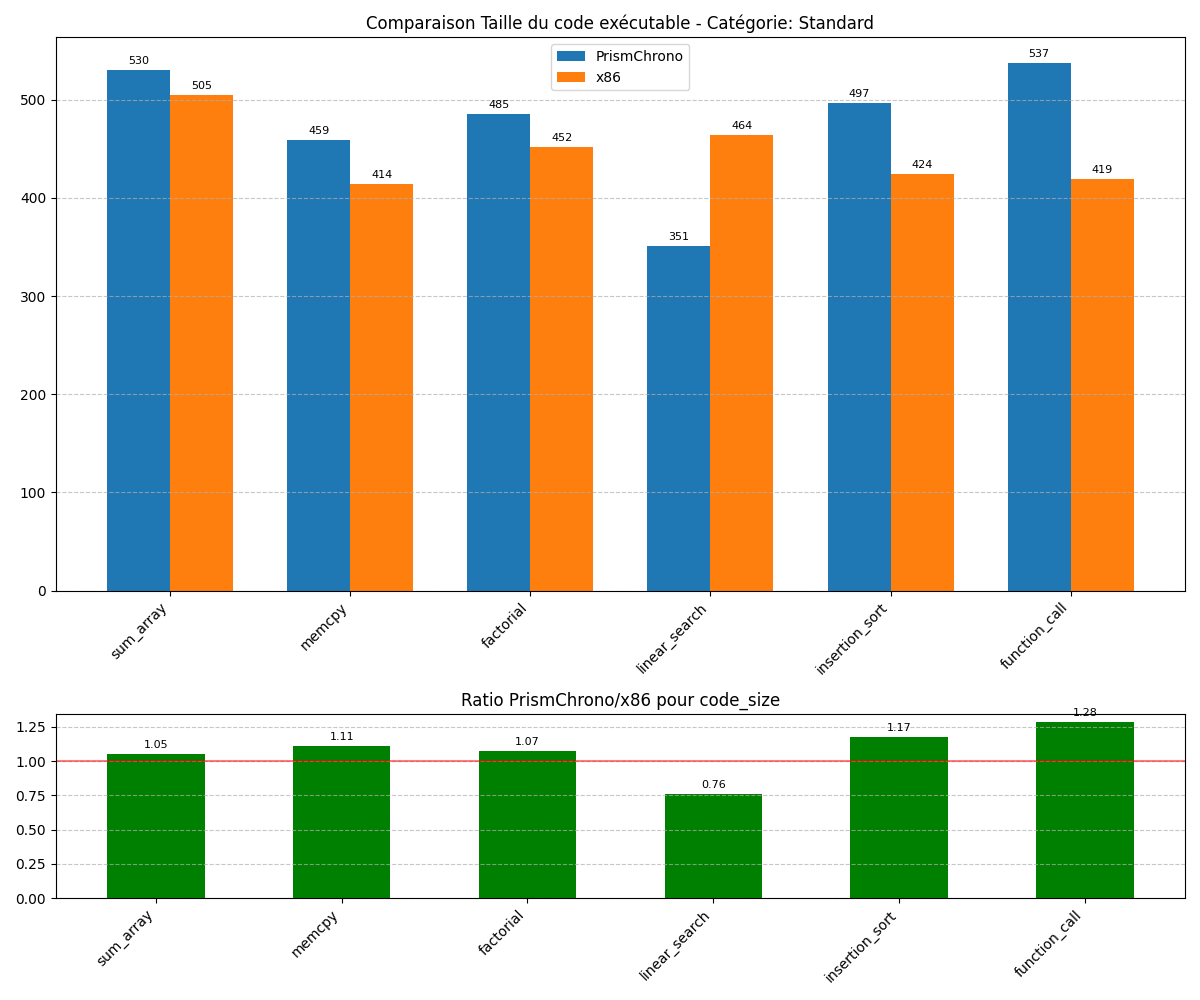 Comparaison Taille du code exécutable - Catégorie: Standard
PrismChrono
x86
530
505
459
414
485
452
351
464
497
424
537
419
500
400
300
200
100
0
sum_array
memcpy
factorial
linear_search
insertion_sort
function_call
Ratio PrismChrono/x86 pour code_size
1.05
1.11
1.07
0.76
1.17
1.28
1.25
1.00
0.75
0.50
0.25
0.00
sum_array
memcpy
factorial
linear_search
insertion_sort
function_call